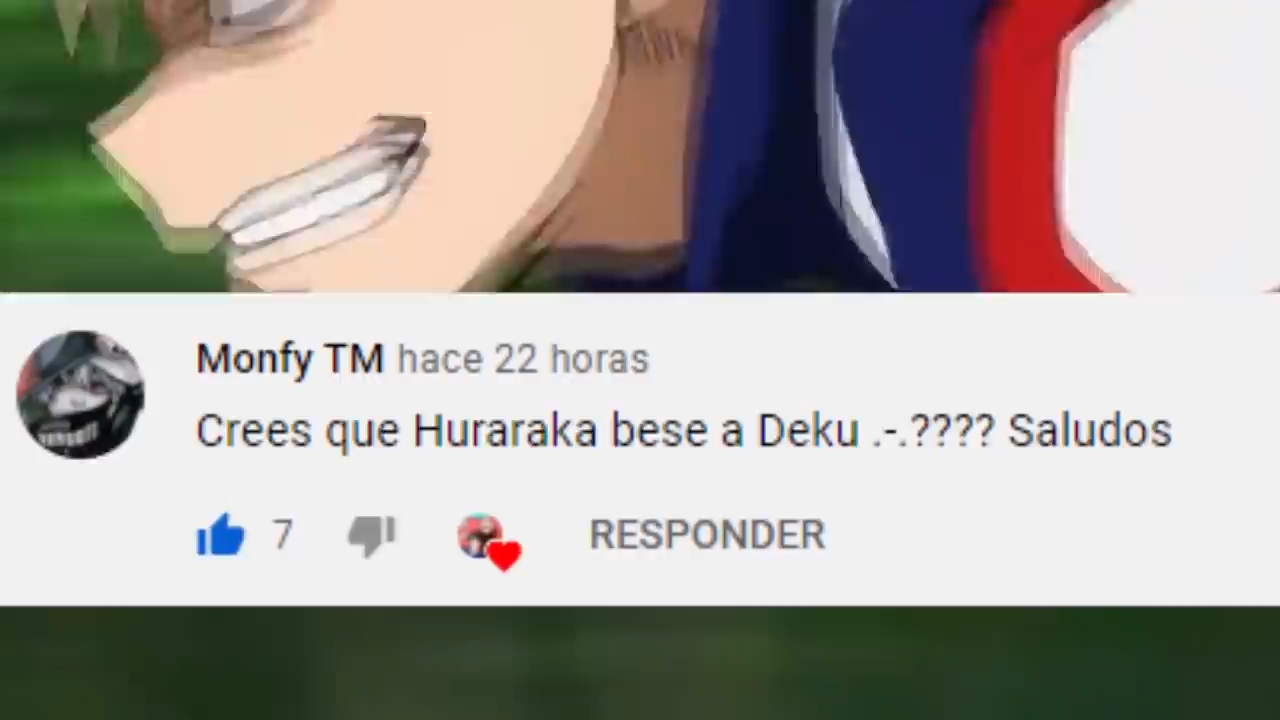 Monfy TM hace 22 horas
Crees que Huraraka bese a Deku .-.???? Saludos
7 RESPONDER